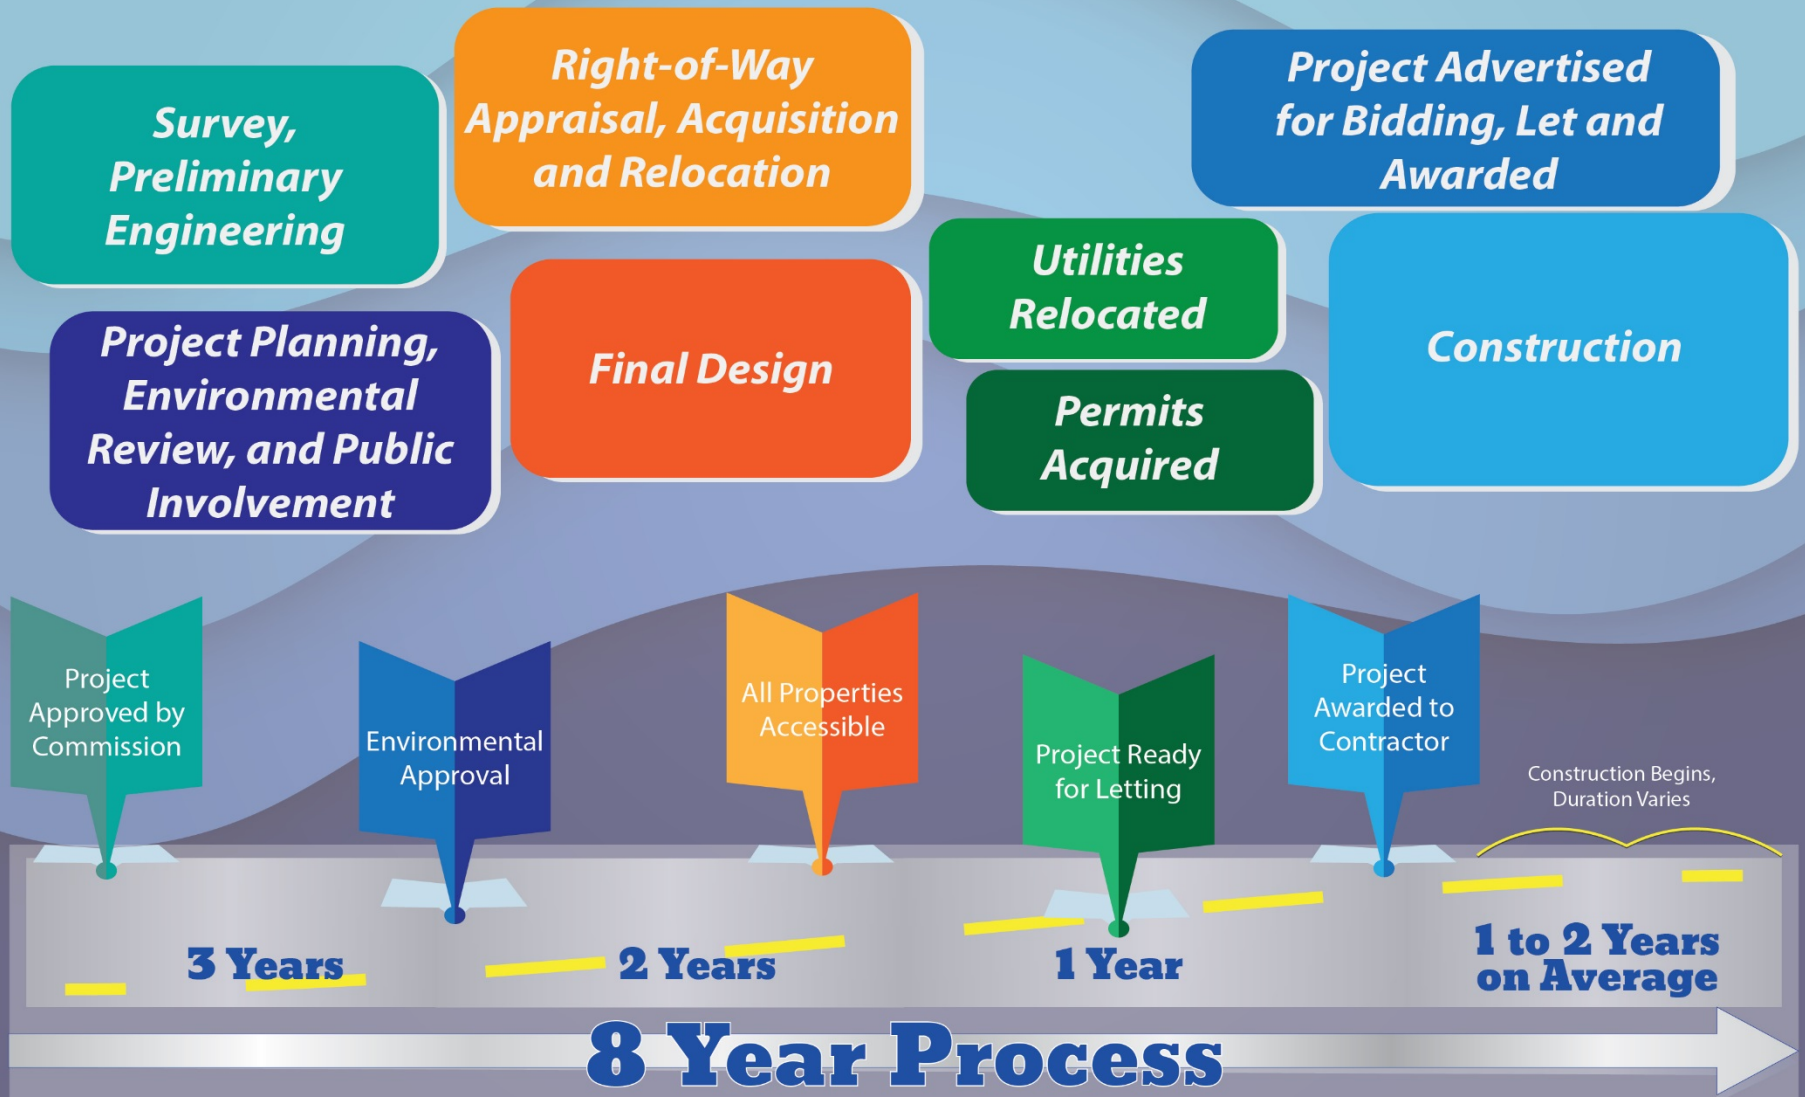 Survey,
Preliminary
Engineering
Right-of-Way
Appraisal, Acquisition
and Relocation
Project Advertised
for Bidding, Let and
Awarded
Project Planning,
Environmental
Review, and Public
Involvement
Final Design
Utilities
Relocated
Permits
Acquired
Construction
Project
Approved by
Commission
Environmental
Approval
All Properties
Accessible
Project Ready
for Letting
Project
Awarded to
Contractor
Construction Begins,
Duration Varies
3 Years
2 Years
1 Year
1 to 2 Years
on Average
8 Year Process